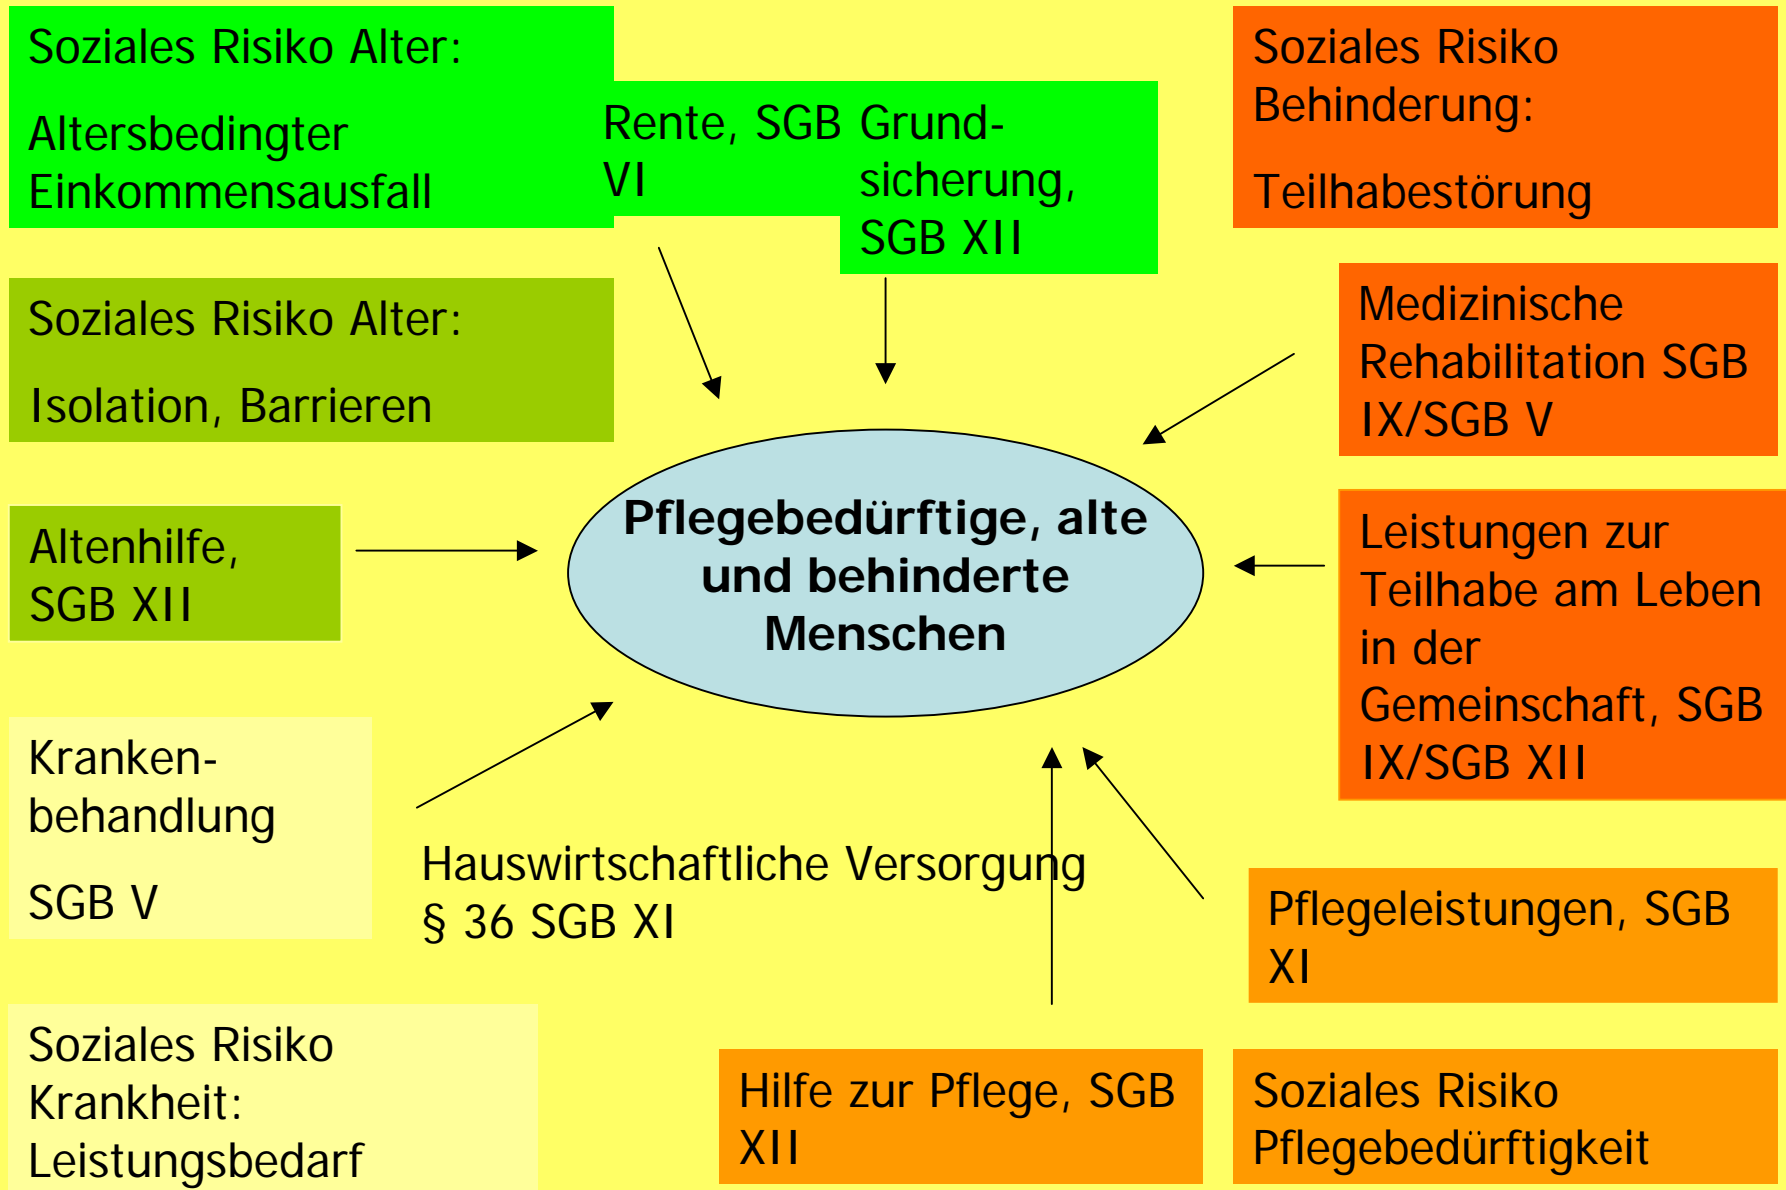 Soziales Risiko Alter:
Altersbedingter
Einkommensausfall
Rente, SGB
VI
Grund-
sicherung,
SGB XII
Soziales Risiko
Behinderung:
Teilhabestörung
Soziales Risiko Alter:
Isolation, Barrieren
Medizinische
Rehabilitation SGB
IX/SGB V
Altenhilfe,
SGB XII
Pflegebedürftige, alte
und behinderte
Menschen
Leistungen zur
Teilhabe am Leben
in der
Gemeinschaft, SGB
IX/SGB XII
Kranken-
behandlung
SGB V
Hauswirtschaftliche Versorgung
§ 36 SGB XI
Pflegeleistungen, SGB
XI
Soziales Risiko
Krankheit:
Leistungsbedarf
Hilfe zur Pflege, SGB
XII
Soziales Risiko
Pflegebedürftigkeit